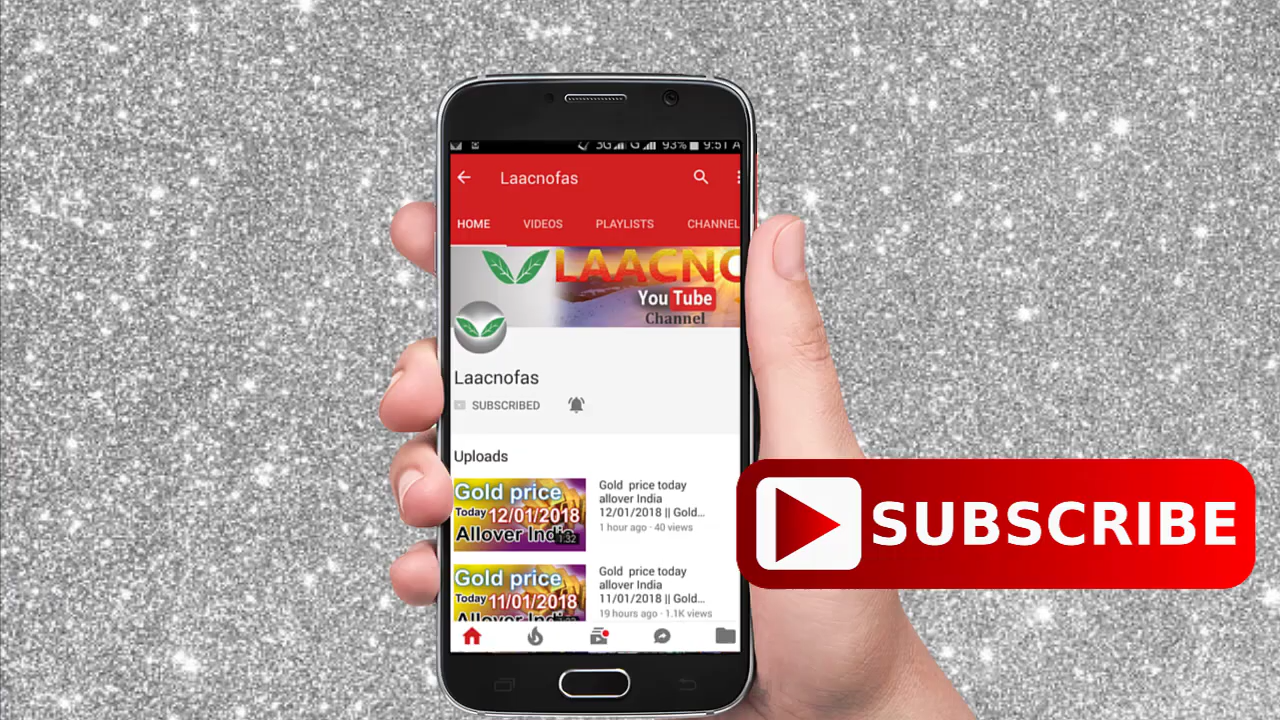 3G G 93% 9:51 A
Laacnofas
HOME VIDEOS PLAYLISTS CHANNEL
LAACNO
You Tube
Channel
Laacnofas
SUBSCRIBED
Uploads
Gold price
Today 12/01/2018
Allover India
1:32
Gold price today
allover India
12/01/2018 || Gold...
1 hour ago · 40 views
Gold price
Today 11/01/2018
Allover India
Gold price today
allover India
11/01/2018 || Gold...
19 hours ago · 1.1K views
SUBSCRIBE